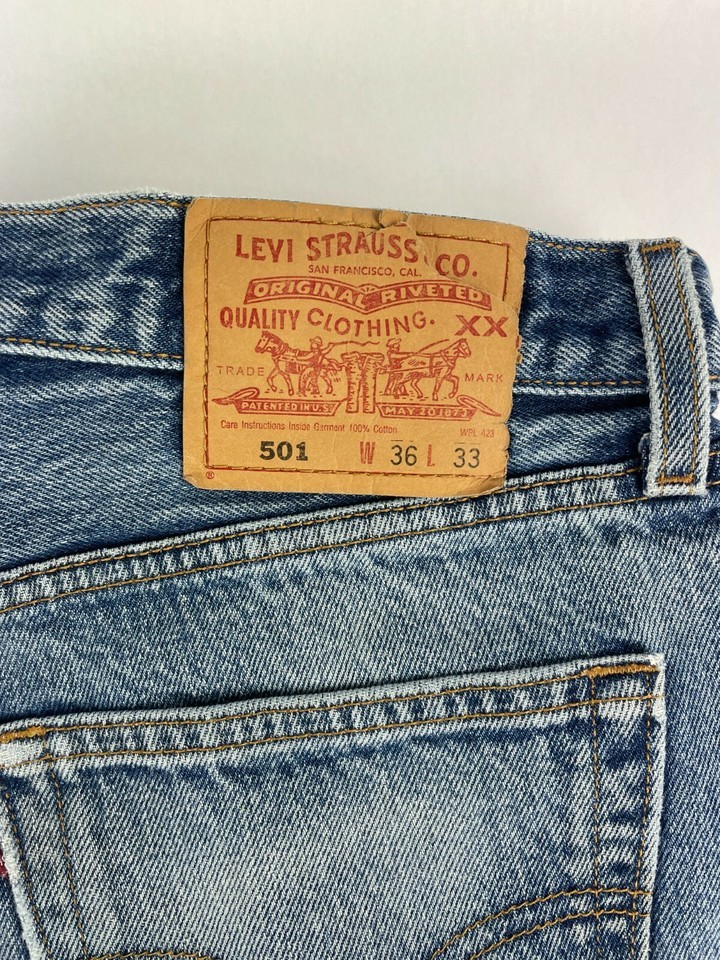 LEVI STRAUSS & CO.
SAN FRANCISCO, CAL.
ORIGINAL RIVETED
QUALITY CLOTHING. XX
TRADE MARK
PATENTED IN U.S. MAY 20 1873
Care Instructions Inside Garment 100% Cotton WPL 423
501 W 36 L 33
®